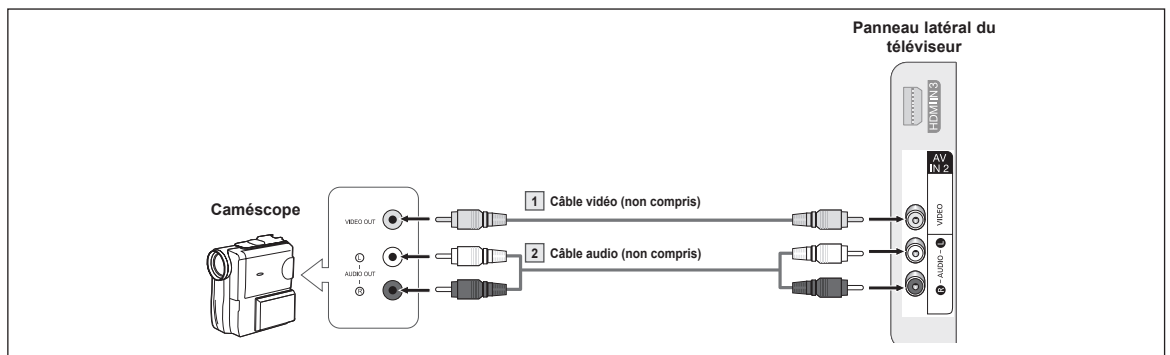 Panneau latéral du
téléviseur
HDMI IN 3
AV
IN 2
1 Câble vidéo (non compris)
Caméscope
VIDEO OUT
VIDEO
2 Câble audio (non compris)
L
AUDIO OUT
R
R - AUDIO - L